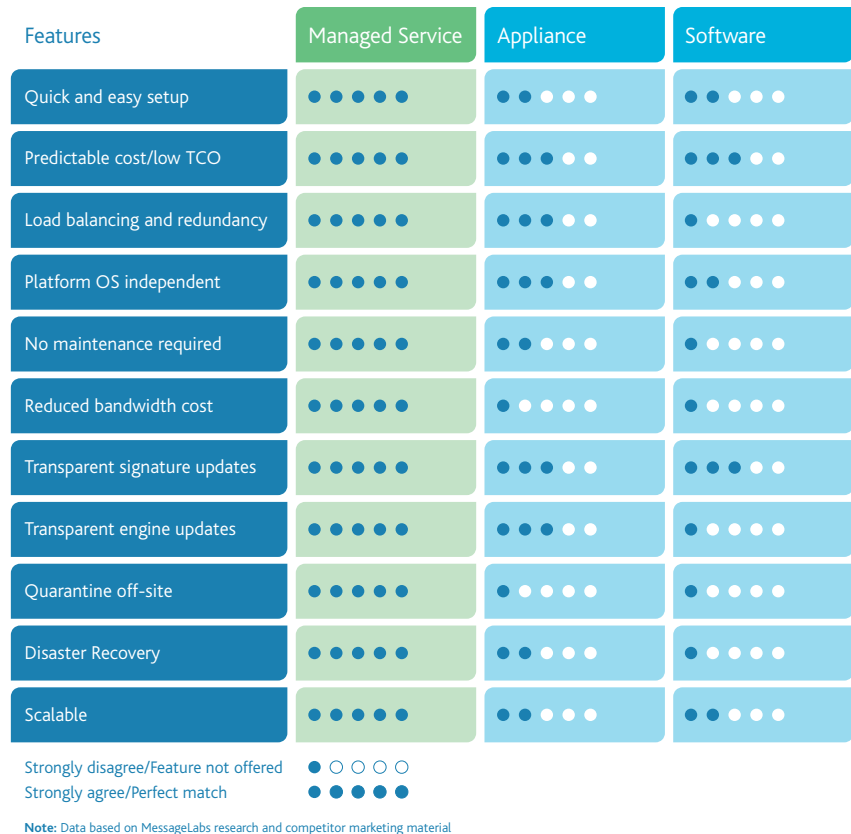 Features
Managed Service
Appliance
Software
Quick and easy setup
Predictable cost/low TCO
Load balancing and redundancy
Platform OS independent
No maintenance required
Reduced bandwidth cost
Transparent signature updates
Transparent engine updates
Quarantine off-site
Disaster Recovery
Scalable
Strongly disagree/Feature not offered
Strongly agree/Perfect match
Note: Data based on MessageLabs research and competitor marketing material